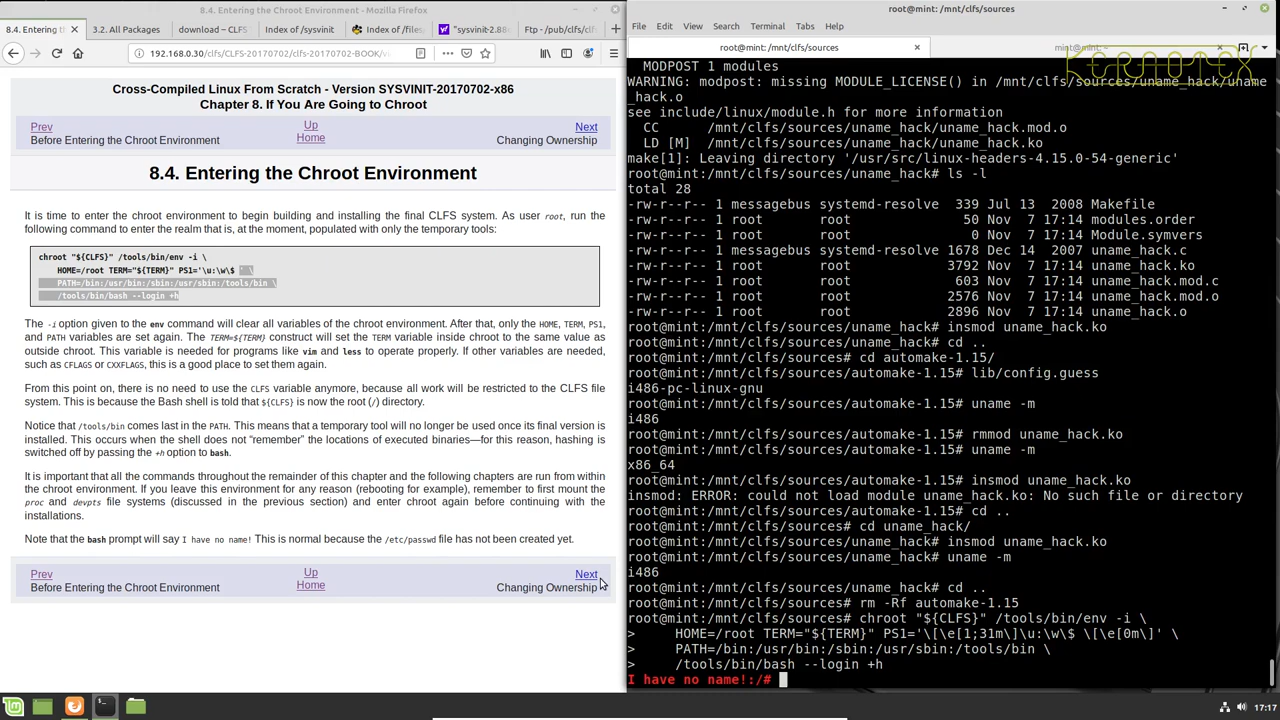 8.4. Entering the Chroot Environment - Mozilla Firefox
8.4. Entering t
3.2. All Packages
download – CLFS
Index of /sysvinit
Index of /files
"sysvinit-2.88
Ftp - /pub/clfs/c
192.168.0.30/clfs/CLFS-20170702/clfs-20170702-BOOK/
Cross-Compiled Linux From Scratch - Version SYSVINIT-20170702-x86
Chapter 8. If You Are Going to Chroot
Prev
Up
Next
Before Entering the Chroot Environment
Home
Changing Ownership
8.4. Entering the Chroot Environment
It is time to enter the chroot environment to begin building and installing the final CLFS system. As user root, run the
following command to enter the realm that is, at the moment, populated with only the temporary tools:
chroot "${CLFS}" /tools/bin/env -i \
HOME=/root TERM="${TERM}" PS1='\u:\w\$ ' \
PATH=/bin:/usr/bin:/sbin:/usr/sbin:/tools/bin \
/tools/bin/bash --login +h
The -i option given to the env command will clear all variables of the chroot environment. After that, only the HOME, TERM, PS1,
and PATH variables are set again. The TERM=${TERM} construct will set the TERM variable inside chroot to the same value as
outside chroot. This variable is needed for programs like vim and less to operate properly. If other variables are needed,
such as CFLAGS or CXXFLAGS, this is a good place to set them again.
From this point on, there is no need to use the CLFS variable anymore, because all work will be restricted to the CLFS file
system. This is because the Bash shell is told that ${CLFS} is now the root (/) directory.
Notice that /tools/bin comes last in the PATH. This means that a temporary tool will no longer be used once its final version is
installed. This occurs when the shell does not “remember” the locations of executed binaries—for this reason, hashing is
switched off by passing the +h option to bash.
It is important that all the commands throughout the remainder of this chapter and the following chapters are run from within
the chroot environment. If you leave this environment for any reason (rebooting for example), remember to first mount the
proc and devpts file systems (discussed in the previous section) and enter chroot again before continuing with the
installations.
Note that the bash prompt will say I have no name! This is normal because the /etc/passwd file has not been created yet.
Prev
Up
Next
Before Entering the Chroot Environment
Home
Changing Ownership
root@mint: /mnt/clfs/sources
File Edit View Search Terminal Tabs Help
root@mint: /mnt/clfs/sources
root@mint: ~
KERNOTEX
MODPOST 1 modules
WARNING: modpost: missing MODULE_LICENSE() in /mnt/clfs/sources/uname_hack/uname
_hack.o
see include/linux/module.h for more information
CC /mnt/clfs/sources/uname_hack/uname_hack.mod.o
LD [M] /mnt/clfs/sources/uname_hack/uname_hack.ko
make[1]: Leaving directory '/usr/src/linux-headers-4.15.0-54-generic'
root@mint:/mnt/clfs/sources/uname_hack# ls -l
total 28
-rw-r--r-- 1 messagebus systemd-resolve 339 Jul 13 2008 Makefile
-rw-r--r-- 1 root root 50 Nov 7 17:14 modules.order
-rw-r--r-- 1 root root 0 Nov 7 17:14 Module.symvers
-rw-r--r-- 1 messagebus systemd-resolve 1678 Dec 14 2007 uname_hack.c
-rw-r--r-- 1 root root 3792 Nov 7 17:14 uname_hack.ko
-rw-r--r-- 1 root root 603 Nov 7 17:14 uname_hack.mod.c
-rw-r--r-- 1 root root 2576 Nov 7 17:14 uname_hack.mod.o
-rw-r--r-- 1 root root 2896 Nov 7 17:14 uname_hack.o
root@mint:/mnt/clfs/sources/uname_hack# insmod uname_hack.ko
root@mint:/mnt/clfs/sources/uname_hack# cd ..
root@mint:/mnt/clfs/sources# cd automake-1.15/
root@mint:/mnt/clfs/sources/automake-1.15# lib/config.guess
i486-pc-linux-gnu
root@mint:/mnt/clfs/sources/automake-1.15# uname -m
i486
root@mint:/mnt/clfs/sources/automake-1.15# rmmod uname_hack.ko
root@mint:/mnt/clfs/sources/automake-1.15# uname -m
x86_64
root@mint:/mnt/clfs/sources/automake-1.15# insmod uname_hack.ko
insmod: ERROR: could not load module uname_hack.ko: No such file or directory
root@mint:/mnt/clfs/sources/automake-1.15# cd ..
root@mint:/mnt/clfs/sources# cd uname_hack/
root@mint:/mnt/clfs/sources/uname_hack# insmod uname_hack.ko
root@mint:/mnt/clfs/sources/uname_hack# uname -m
i486
root@mint:/mnt/clfs/sources/uname_hack# cd ..
root@mint:/mnt/clfs/sources# rm -Rf automake-1.15
root@mint:/mnt/clfs/sources# chroot "${CLFS}" /tools/bin/env -i \
> HOME=/root TERM="${TERM}" PS1='\[\e[1;31m\]\u:\w\$ \[\e[0m\]' \
> PATH=/bin:/usr/bin:/sbin:/usr/sbin:/tools/bin \
> /tools/bin/bash --login +h
I have no name!:/#
17:17